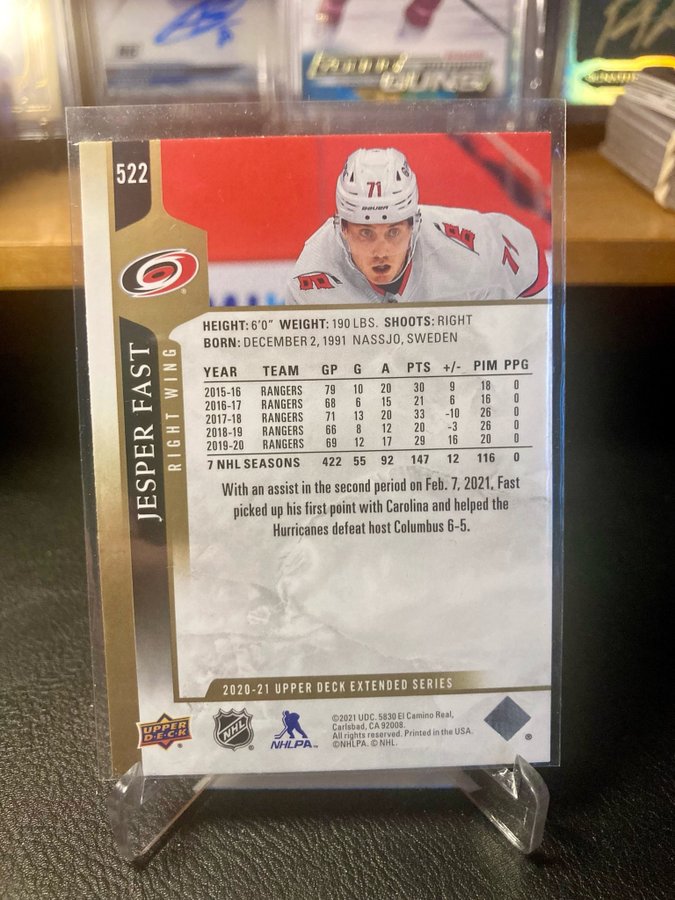 GUNS
522
71
BAUER
71
JESPER FAST
RIGHT WING
HEIGHT: 6'0" WEIGHT: 190 LBS. SHOOTS: RIGHT
BORN: DECEMBER 2, 1991 NASSJO, SWEDEN
YEAR TEAM GP G A PTS +/- PIM PPG
2015-16 RANGERS 79 10 20 30 9 18 0
2016-17 RANGERS 68 6 15 21 6 16 0
2017-18 RANGERS 71 13 20 33 -10 26 0
2018-19 RANGERS 66 8 12 20 -3 26 0
2019-20 RANGERS 69 12 17 29 16 20 0
7 NHL SEASONS 422 55 92 147 12 116 0
With an assist in the second period on Feb. 7, 2021, Fast
picked up his first point with Carolina and helped the
Hurricanes defeat host Columbus 6-5.
2020-21 UPPER DECK EXTENDED SERIES
UPPER
DECK
®
NHL
NHLPA™
©2021 UDC. 5830 El Camino Real,
Carlsbad, CA 92008.
All rights reserved. Printed in the USA.
©NHLPA. © NHL.
®